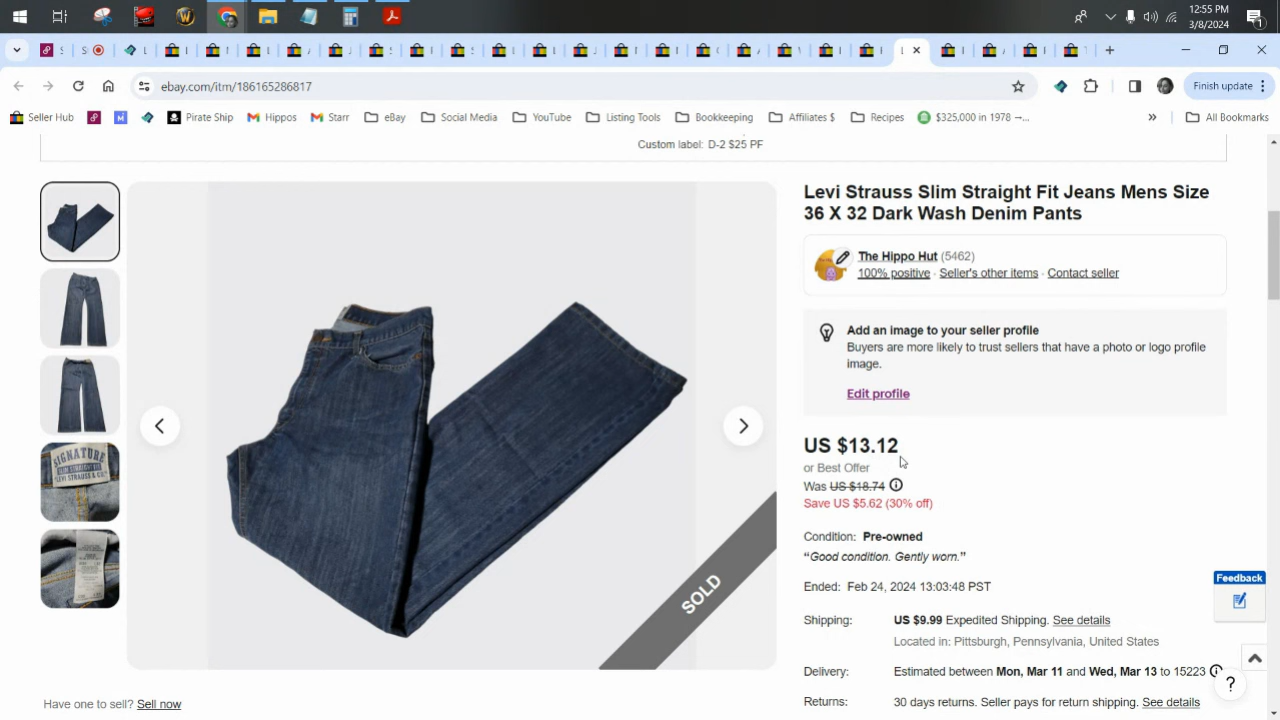 12:55 PM
3/8/2024
1
ebay.com/itm/186165286817
Finish update
Seller Hub
Pirate Ship
Hippos
Starr
eBay
Social Media
YouTube
Listing Tools
Bookkeeping
Affiliates $
Recipes
$325,000 in 1978 →...
All Bookmarks
Custom label: D-2 $25 PF
Levi Strauss Slim Straight Fit Jeans Mens Size
36 X 32 Dark Wash Denim Pants
The Hippo Hut (5462)
100% positive · Seller's other items · Contact seller
Add an image to your seller profile
Buyers are more likely to trust sellers that have a photo or logo profile
image.
Edit profile
US $13.12
or Best Offer
Was US $18.74
Save US $5.62 (30% off)
Condition: Pre-owned
“Good condition. Gently worn.”
Ended: Feb 24, 2024 13:03:48 PST
Shipping: US $9.99 Expedited Shipping. See details
Located in: Pittsburgh, Pennsylvania, United States
Delivery: Estimated between Mon, Mar 11 and Wed, Mar 13 to 15223
Returns: 30 days returns. Seller pays for return shipping. See details
SIGNATURE
SLIM STRAIGHT FIT
LEVI STRAUSS & CO.
SOLD
Feedback
?
Have one to sell? Sell now